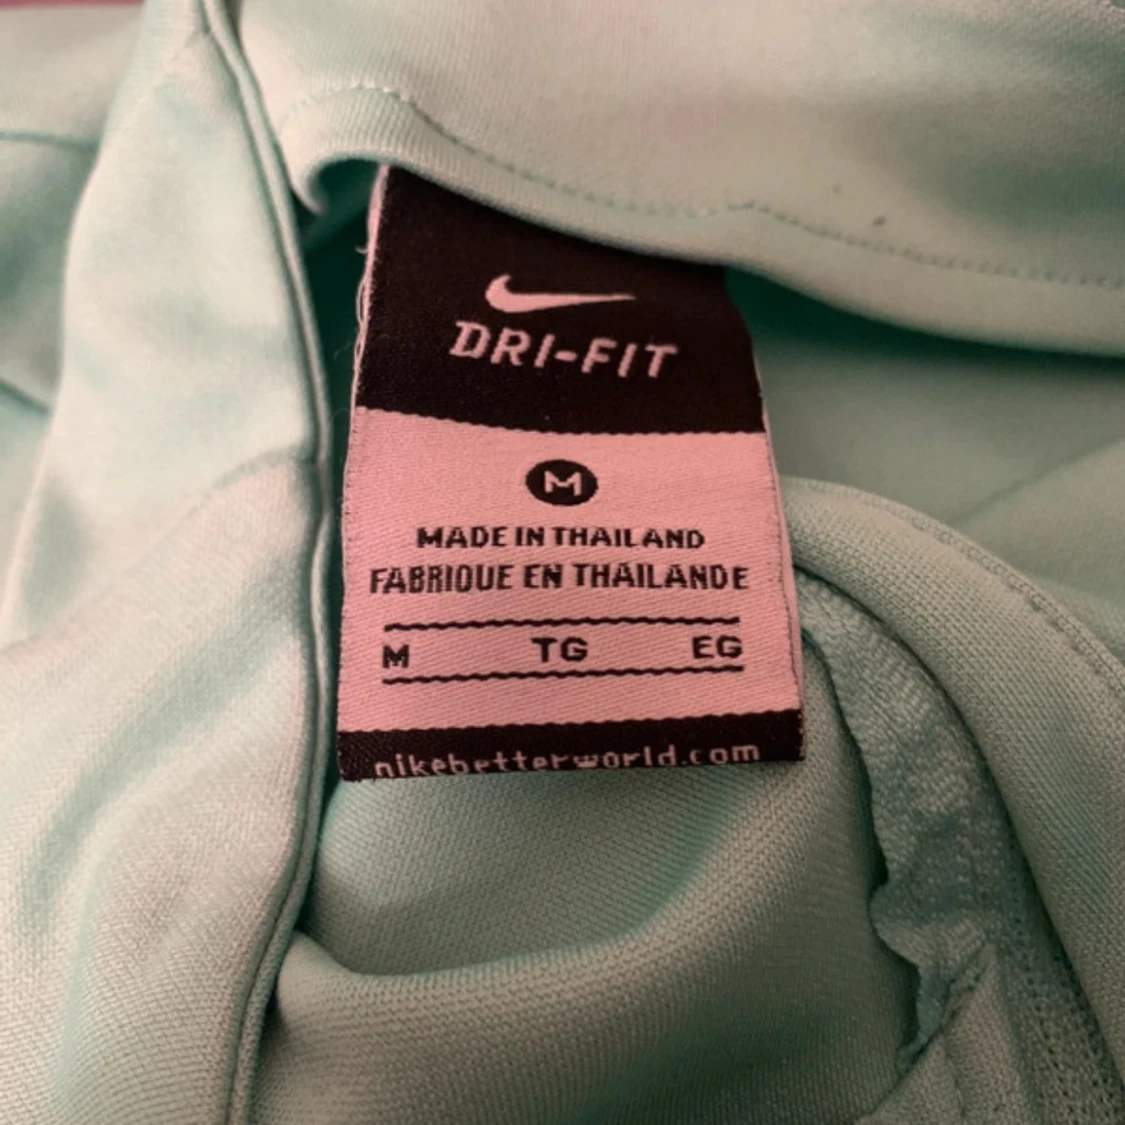 DRI-FIT
M
MADE IN THAILAND
FABRIQUE EN THAILANDE
M TG EG
nikebetterworld.com